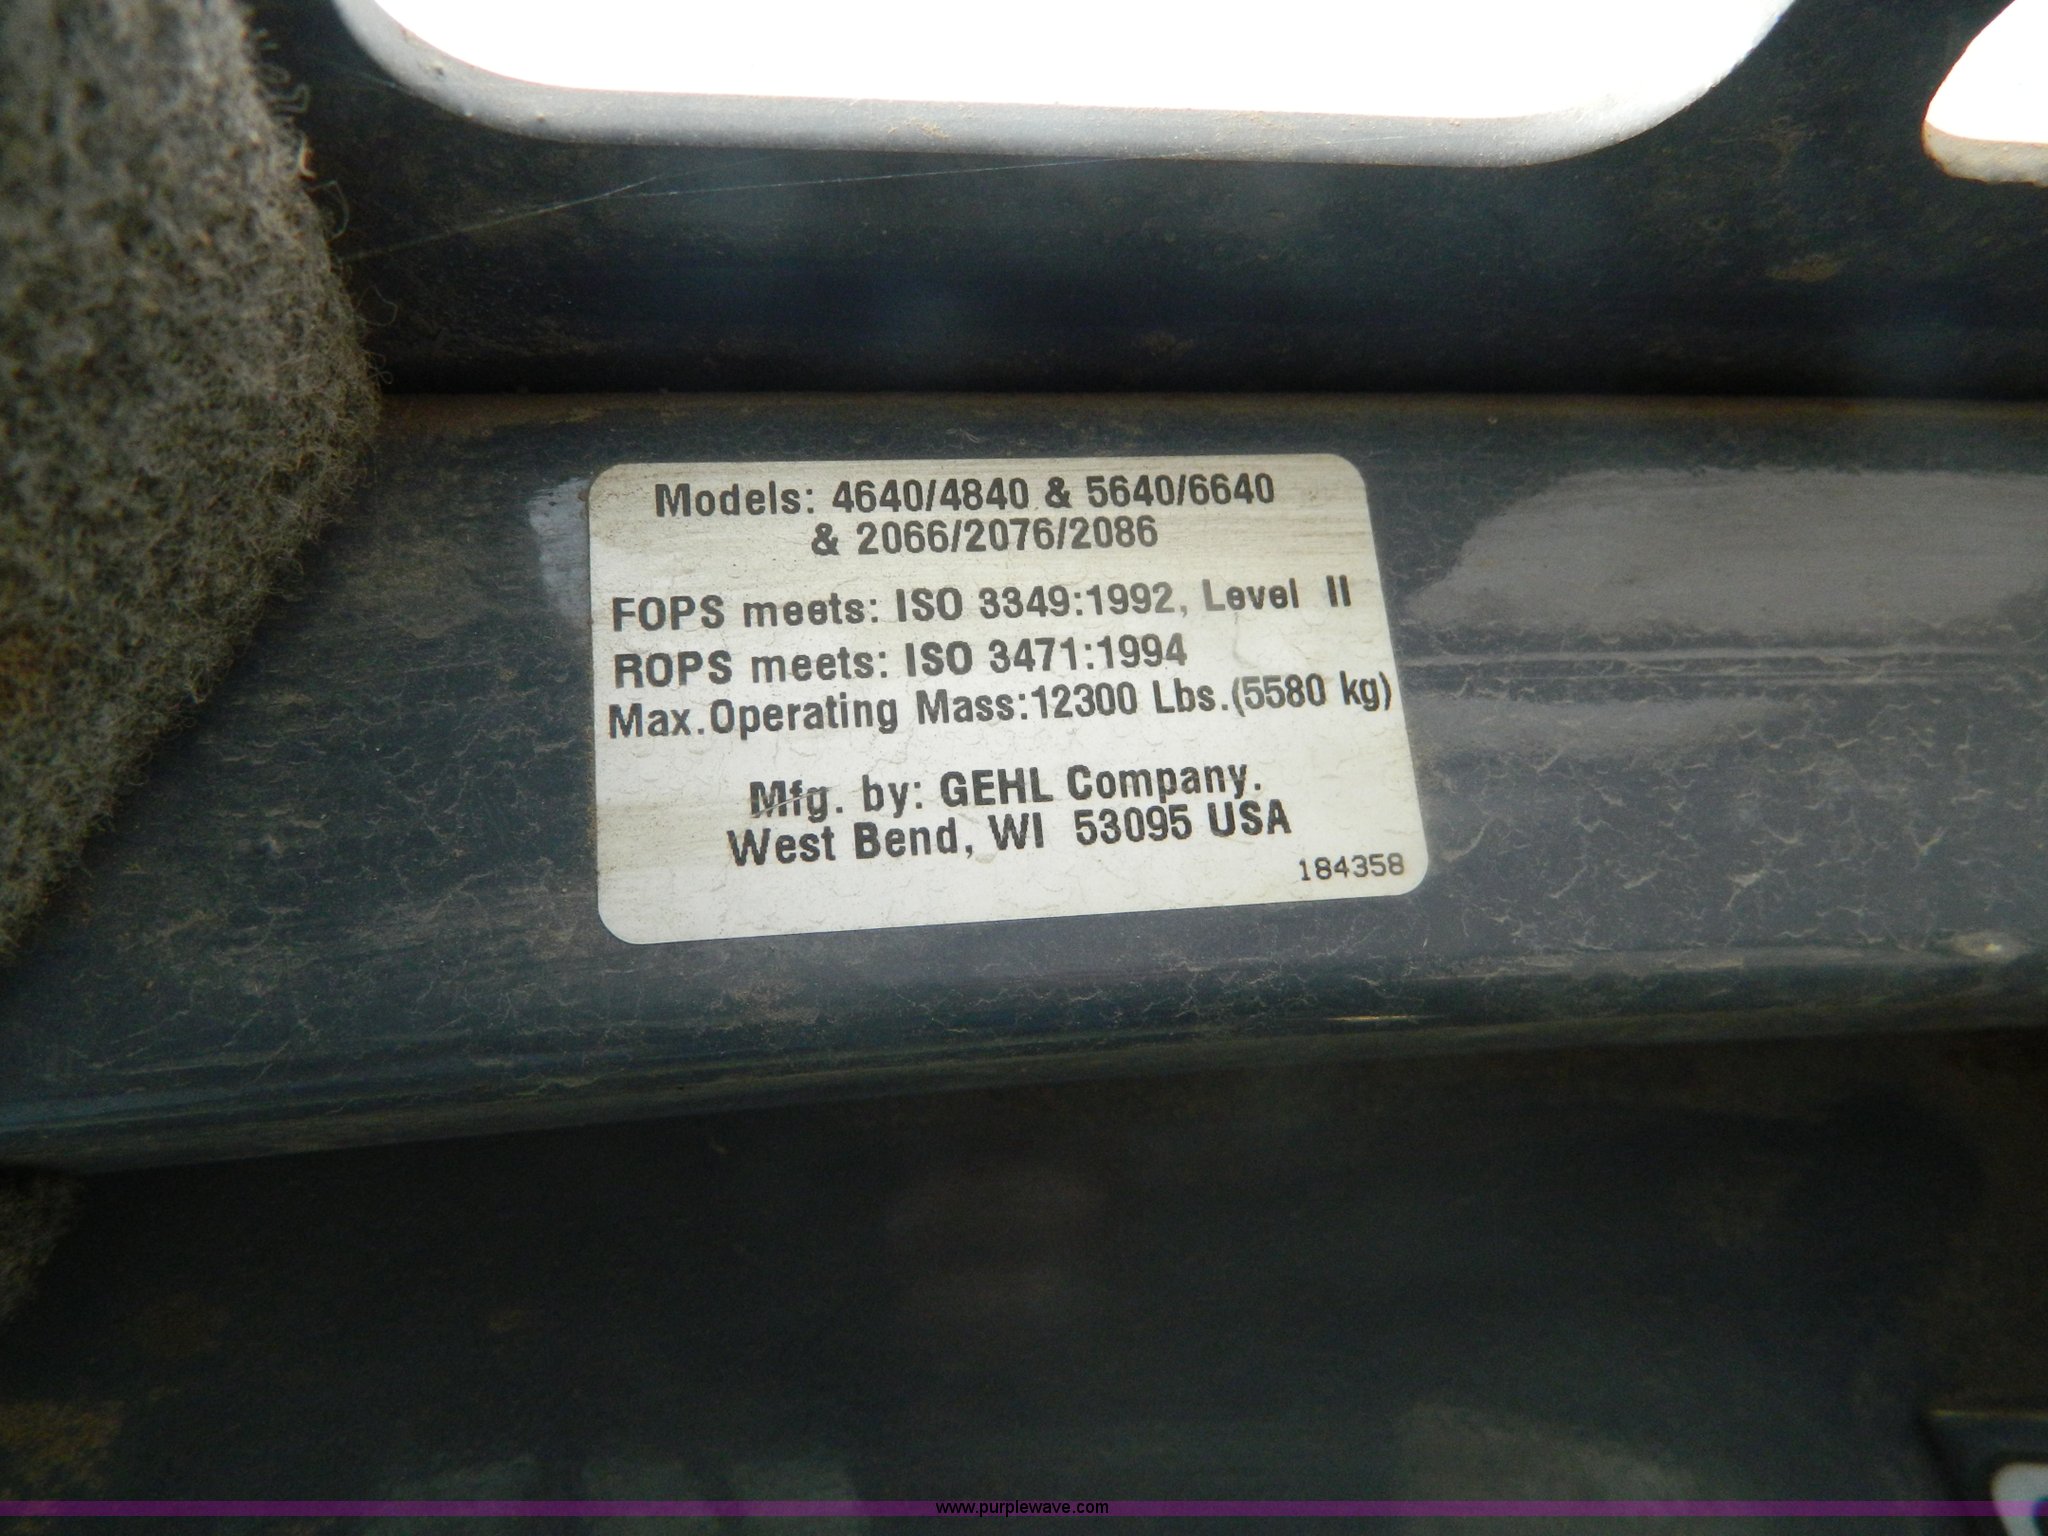 Models: 4640/4840 & 5640/6640
& 2066/2076/2086
FOPS meets: ISO 3349:1992, Level II
ROPS meets: ISO 3471:1994
Max.Operating Mass:12300 Lbs.(5580 kg)
Mfg. by: GEHL Company.
West Bend, WI 53095 USA
184358
www.purplewave.com